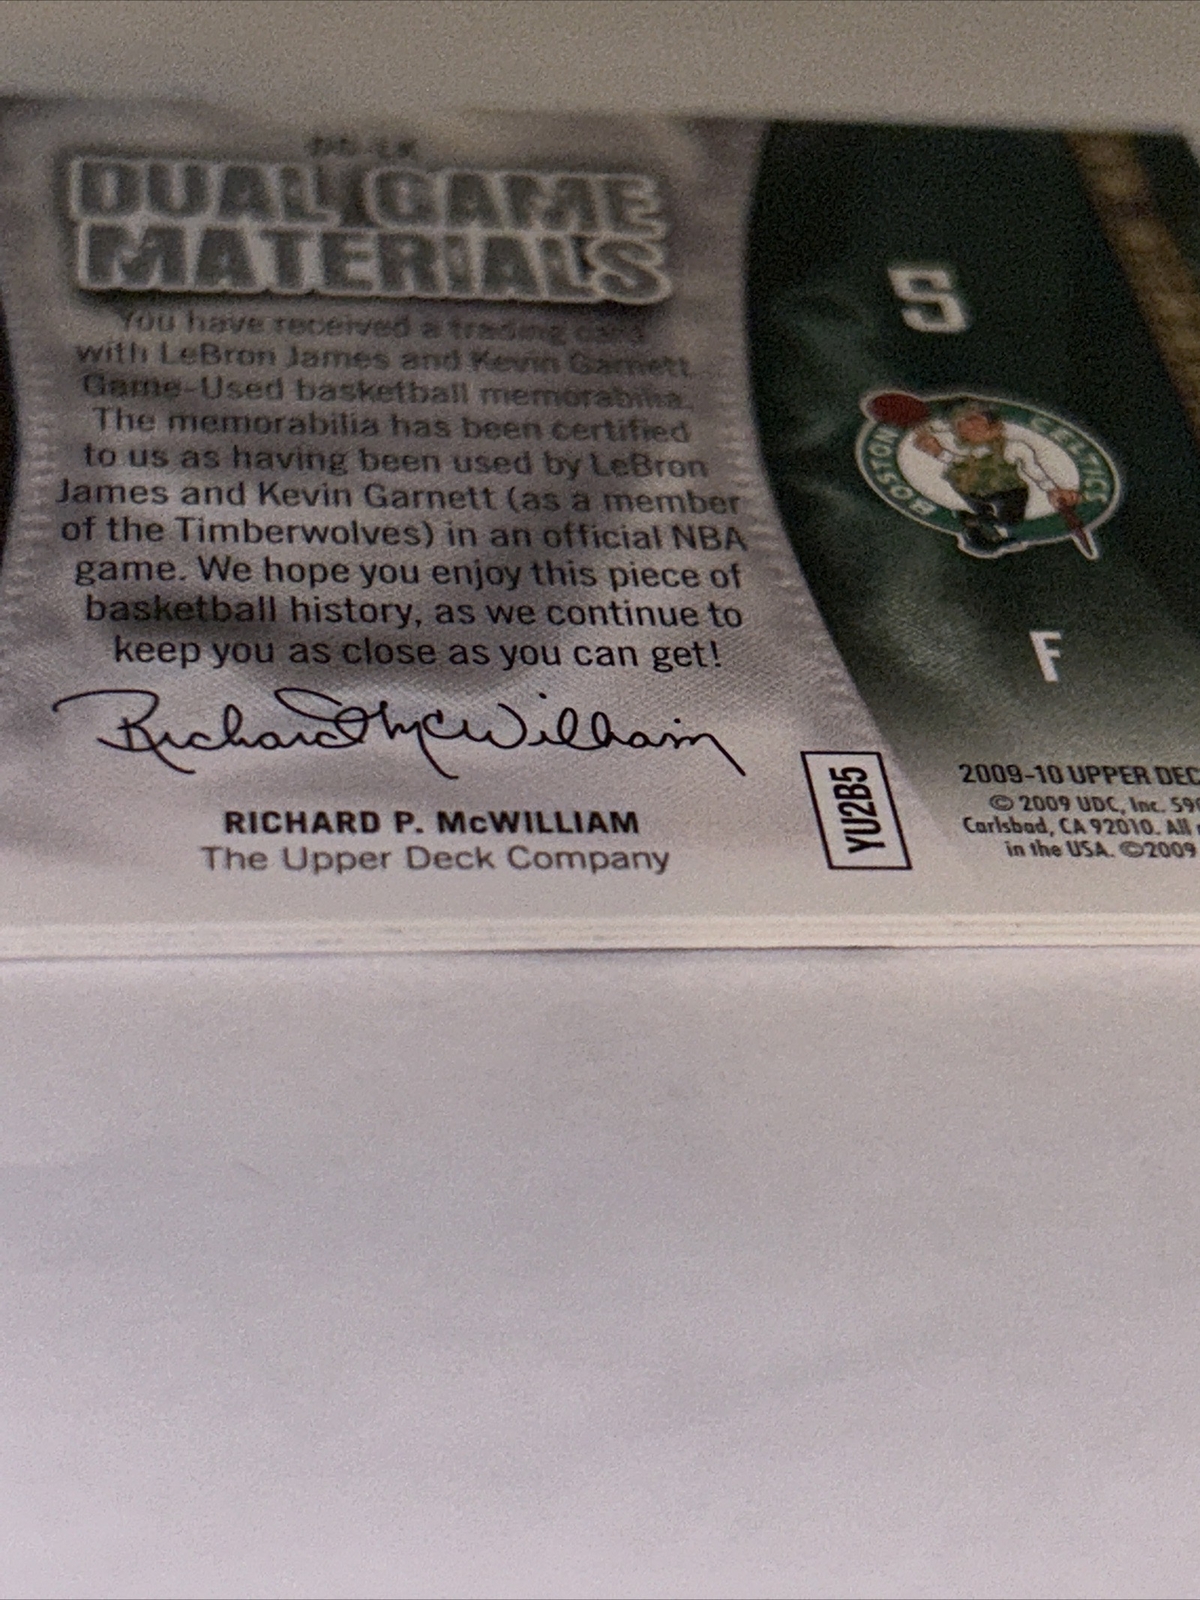 DUAL GAME
MATERIALS
You have received a trading card
with LeBron James and Kevin Garnett
Game-Used basketball memorabilia.
The memorabilia has been certified
to us as having been used by LeBron
James and Kevin Garnett (as a member
of the Timberwolves) in an official NBA
game. We hope you enjoy this piece of
basketball history, as we continue to
keep you as close as you can get!
Richard McWilliam
RICHARD P. McWILLIAM
The Upper Deck Company
5
BOSTON CELTICS
F
YU2B5
2009-10 UPPER DEC
© 2009 UDC, Inc. 590
Carlsbad, CA 92010. All
in the USA. ©2009